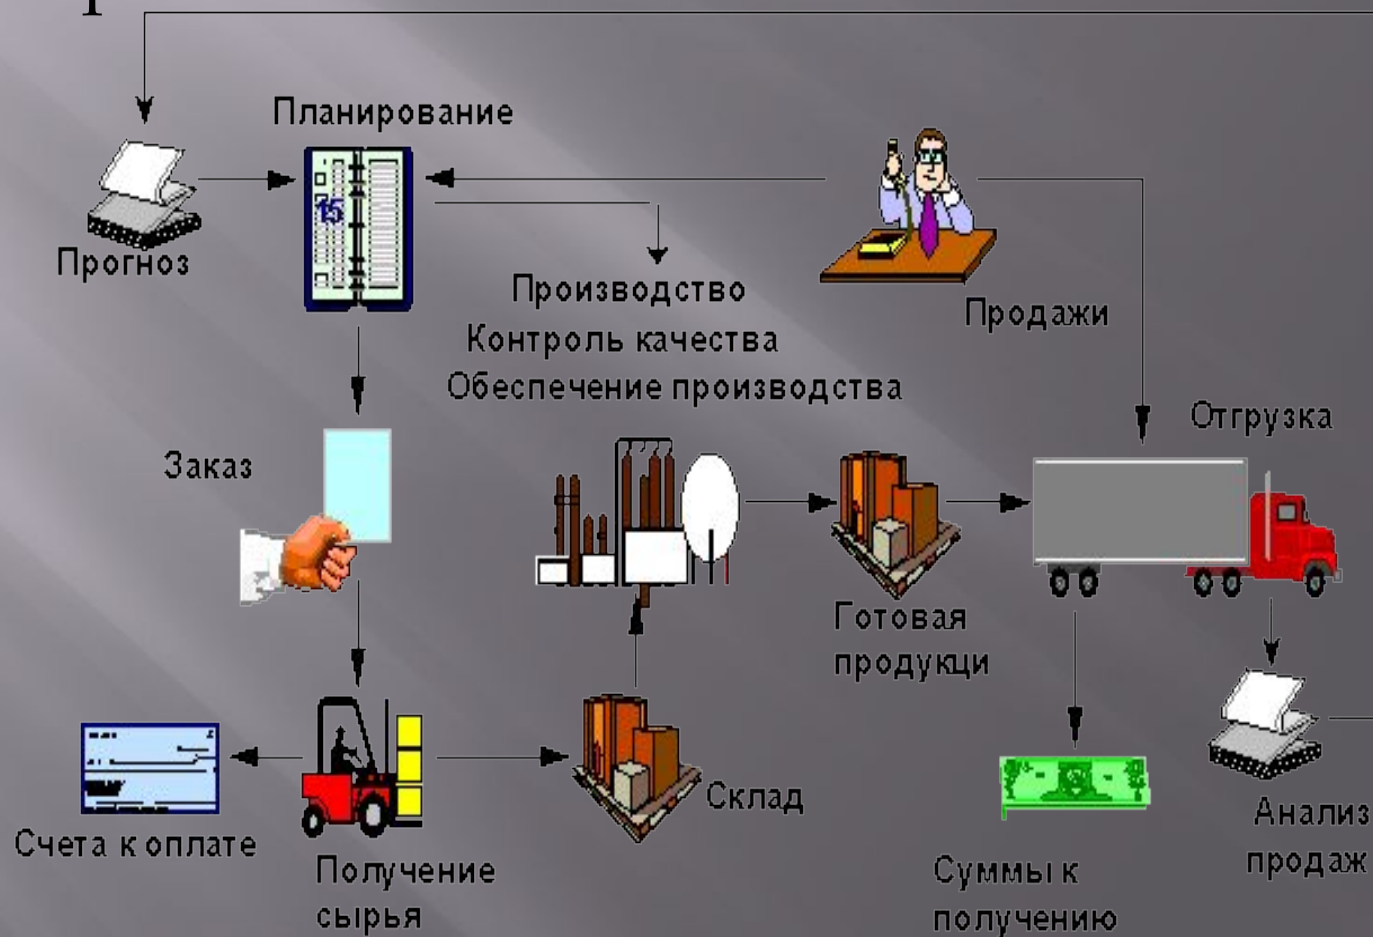 Планирование
15
Прогноз
Производство
Контроль качества
Обеспечение производства
Продажи
Заказ
Отгрузка
Готовая
продукци
Склад
Счета к оплате
Получение
сырья
Суммы к
получению
Анализ
продаж